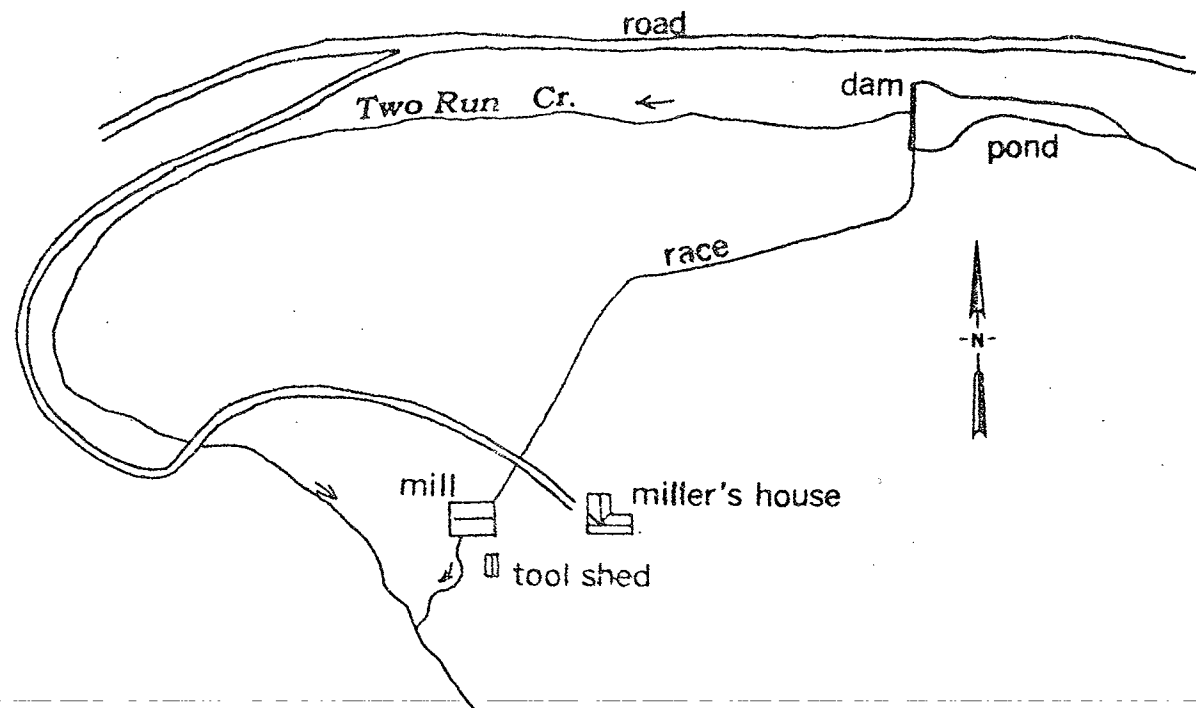 road
dam
Two Run Cr.
pond
race
-N-
mill
miller's house
tool shed